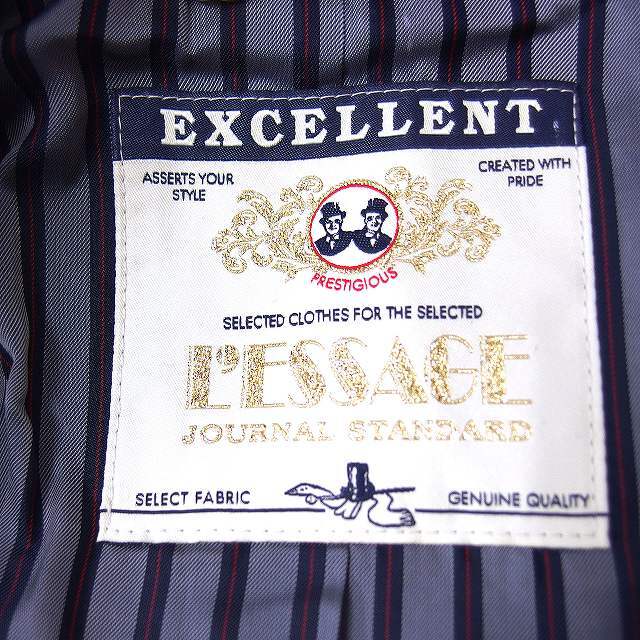 EXCELLENT
ASSERTS YOUR
STYLE
CREATED WITH
PRIDE
PRESTIGIOUS
SELECTED CLOTHES FOR THE SELECTED
L'ESSAGE
JOURNAL STANDARD
SELECT FABRIC
GENUINE QUALITY